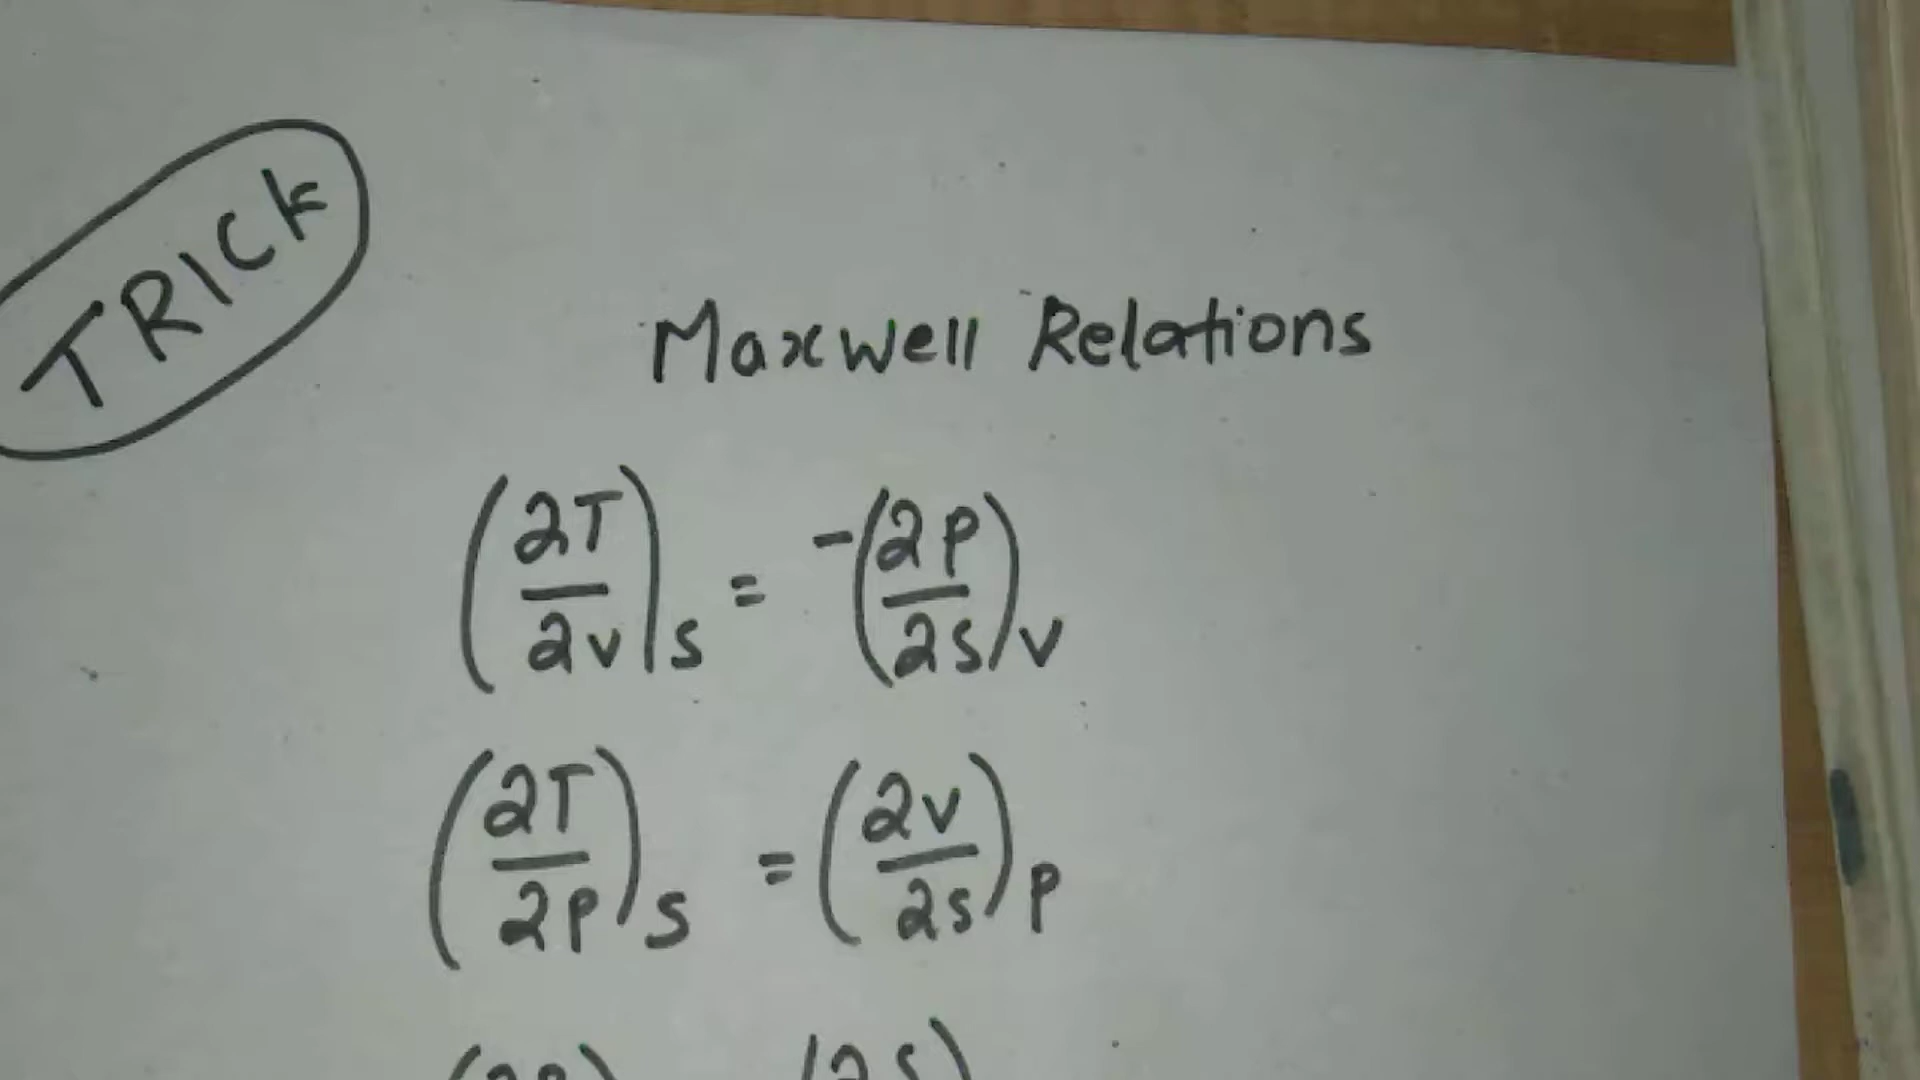 TRICK
Maxwell Relations
(∂T/∂v)s = -(∂P/∂s)v
(∂T/∂P)s = (∂v/∂s)P